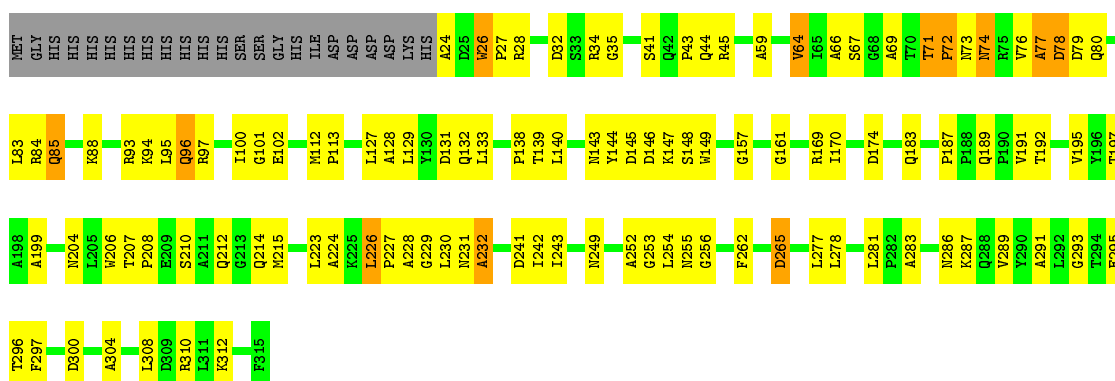 MET GLY HIS HIS HIS HIS HIS HIS HIS HIS HIS HIS SER SER GLY HIS ILE ASP ASP ASP ASP LYS HIS A24 D25 W26 P27 R28 D32 S33 R34 G35 S41 Q42 P43 Q44 R45 A59 V64 I65 A66 S67 G68 A69 T70 T71 P72 N73 N74 R75 V76 A77 D78 D79 Q80
L83 R84 Q85 K88 R93 K94 L95 Q96 R97 I100 G101 E102 M112 P113 L127 A128 L129 Y130 D131 Q132 L133 P138 T139 L140 N143 Y144 D145 D146 K147 S148 W149 G157 G161 R169 I170 D174 Q183 P187 P188 Q189 P190 V191 T192 V195 Y196 T197
A198 A199 N204 L205 W206 T207 P208 E209 S210 A211 Q212 G213 Q214 M215 L223 A224 K225 L226 P227 A228 G229 L230 N231 A232 D241 I242 I243 N249 A252 G253 L254 N255 G256 F262 D265 L277 L278 L281 P282 A283 N286 K287 Q288 V289 Y290 A291 L292 G293 T294
T296 F297 D300 A304 L308 D309 R310 L311 K312 F315